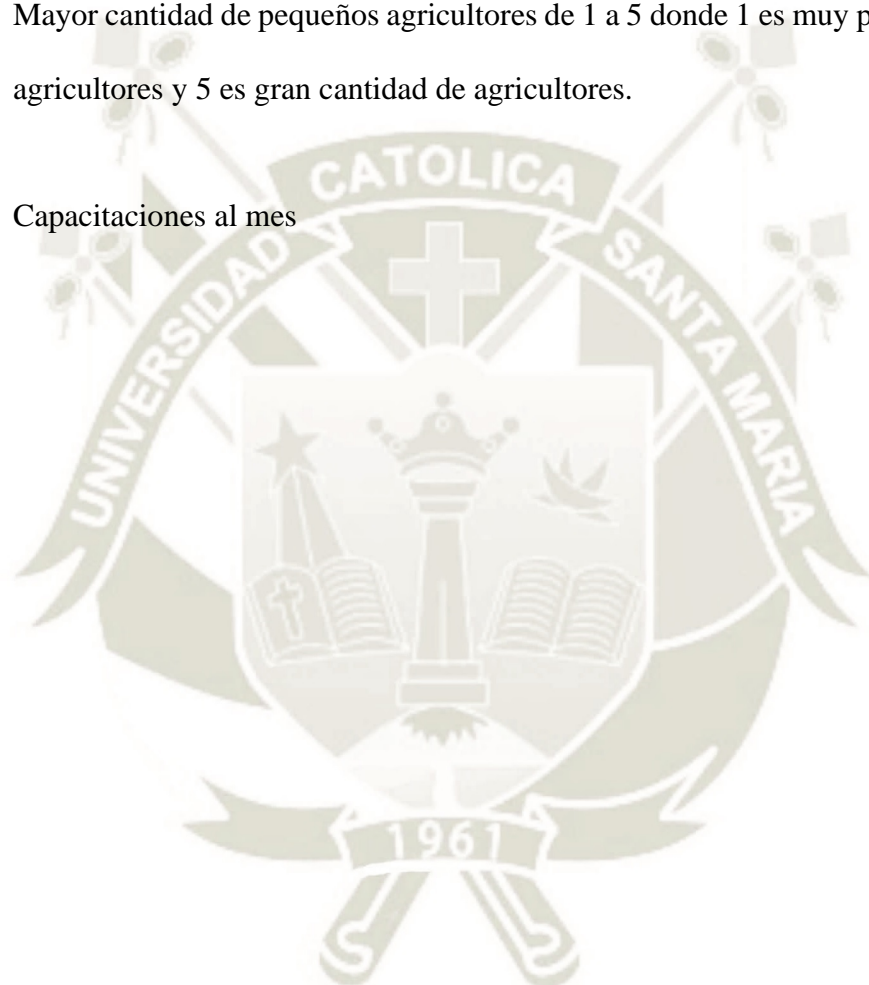 Mayor cantidad de pequeños agricultores de 1 a 5 donde 1 es muy
agricultores y 5 es gran cantidad de agricultores.
Capacitaciones al mes
UNIVERSIDAD CATOLICA SANTA MARIA
1961